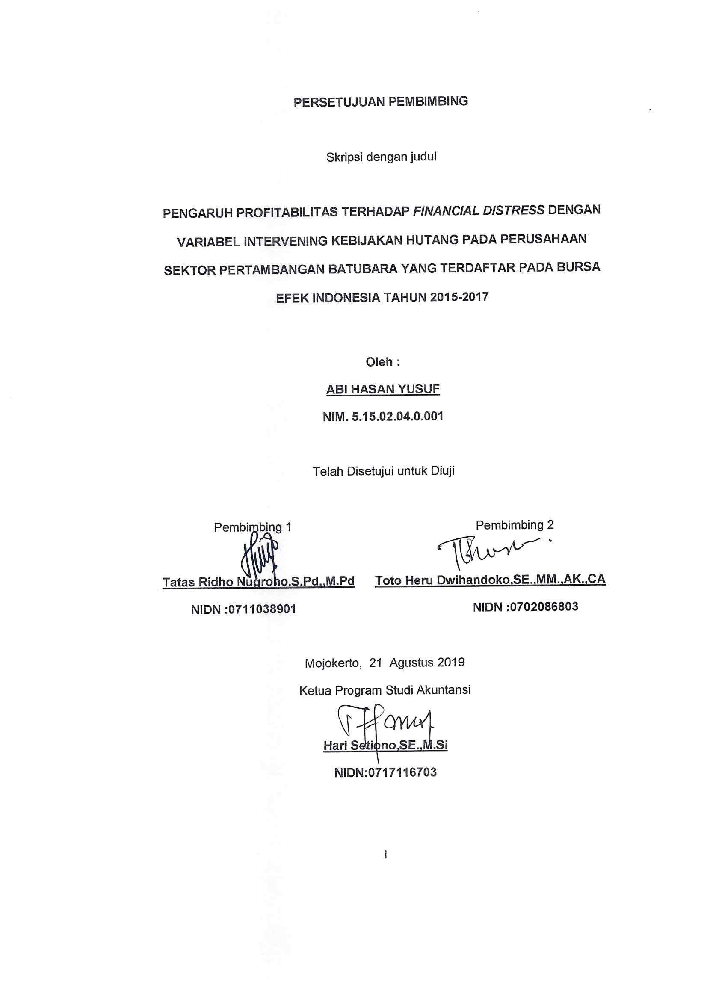 PERSETUJUAN PEMBIMBING
Skripsi dengan judul
PENGARUH PROFITABILITAS TERHADAP FINANCIAL DISTRESS DENGAN
VARIABEL INTERVENING KEBIJAKAN HUTANG PADA PERUSAHAAN
SEKTOR PERTAMBANGAN BATUBARA YANG TERDAFTAR PADA BURSA
EFEK INDONESIA TAHUN 2015-2017
Oleh :
ABI HASAN YUSUF
NIM. 5.15.02.04.0.001
Telah Disetujui untuk Diuji
Pembimbing 1
Pembimbing 2
Tatas Ridho Nugroho,S.Pd.,M.Pd
Toto Heru Dwihandoko,SE.,MM.,AK.,CA
NIDN :0711038901
NIDN :0702086803
Mojokerto,  21  Agustus 2019
Ketua Program Studi Akuntansi
Hari Setiono,SE.,M.Si
NIDN:0717116703
i